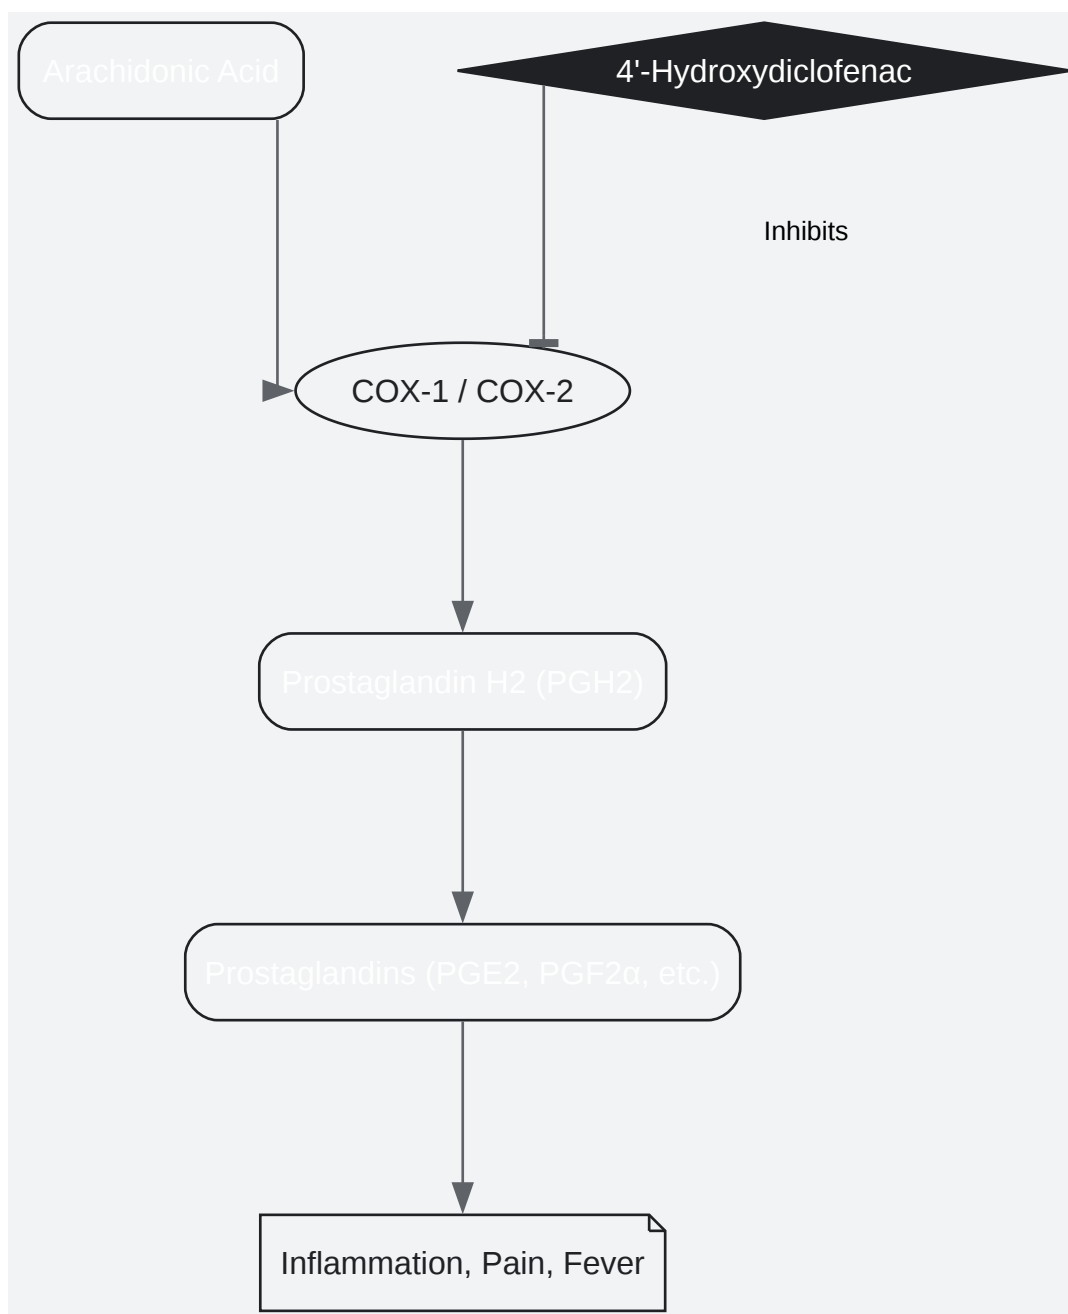 Arachidonic Acid
4'-Hydroxydiclofenac
Inhibits
COX-1 / COX-2
Prostaglandin H2 (PGH2)
Prostaglandins (PGE2, PGF2α, etc.)
Inflammation, Pain, Fever